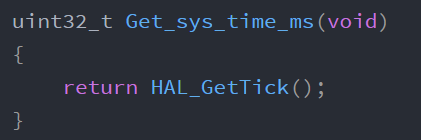 uint32_t Get_sys_time_ms(void)
{
    return HAL_GetTick();
}